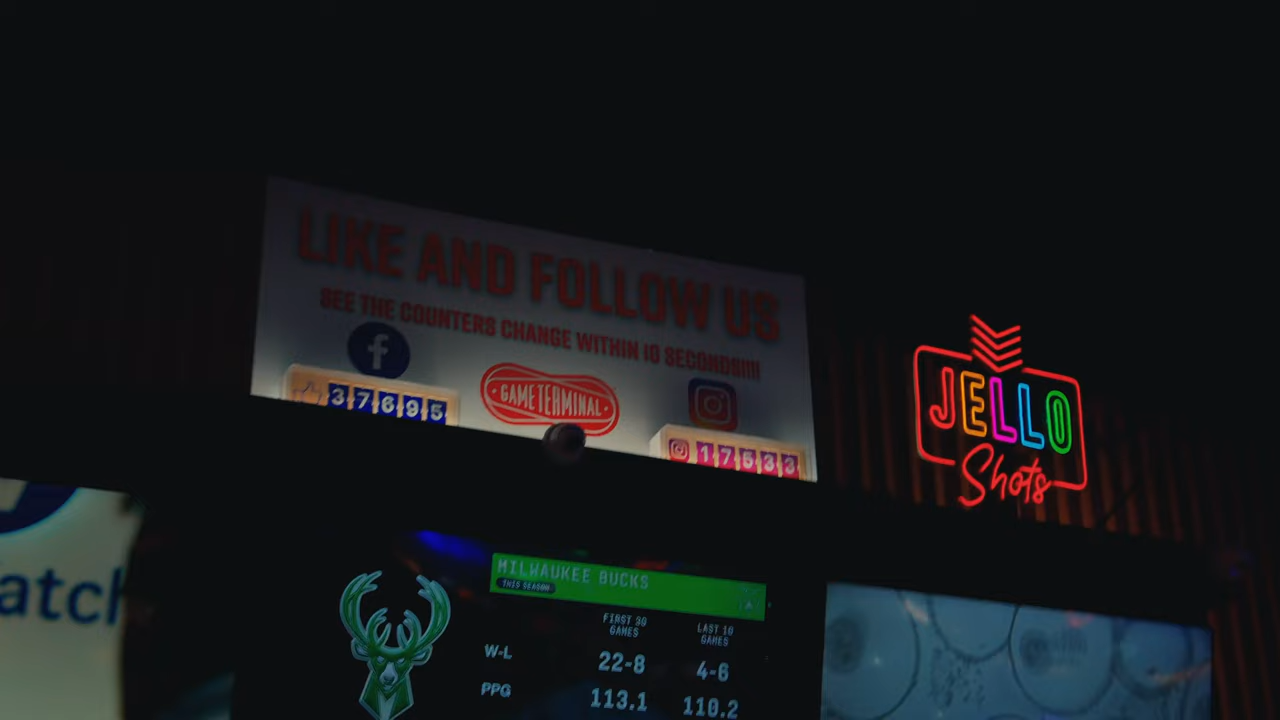 LIKE AND FOLLOW US
SEE THE COUNTERS CHANGE WITHIN 10 SECONDS!!!!
37695
GAME TERMINAL
17533
JELLO
Shots
atch
MILWAUKEE BUCKS
THIS SEASON
FIRST 30 GAMES
LAST 10 GAMES
W-L 22-8 4-6
PPG 113.1 110.2